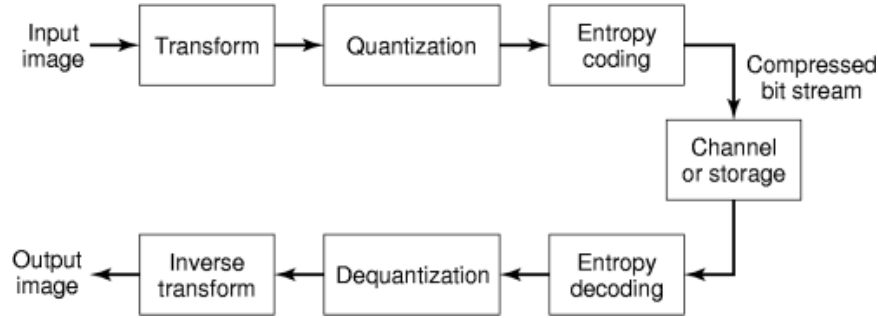 Input
image
Transform
Quantization
Entropy
coding
Compressed
bit stream
Channel
or storage
Output
image
Inverse
transform
Dequantization
Entropy
decoding